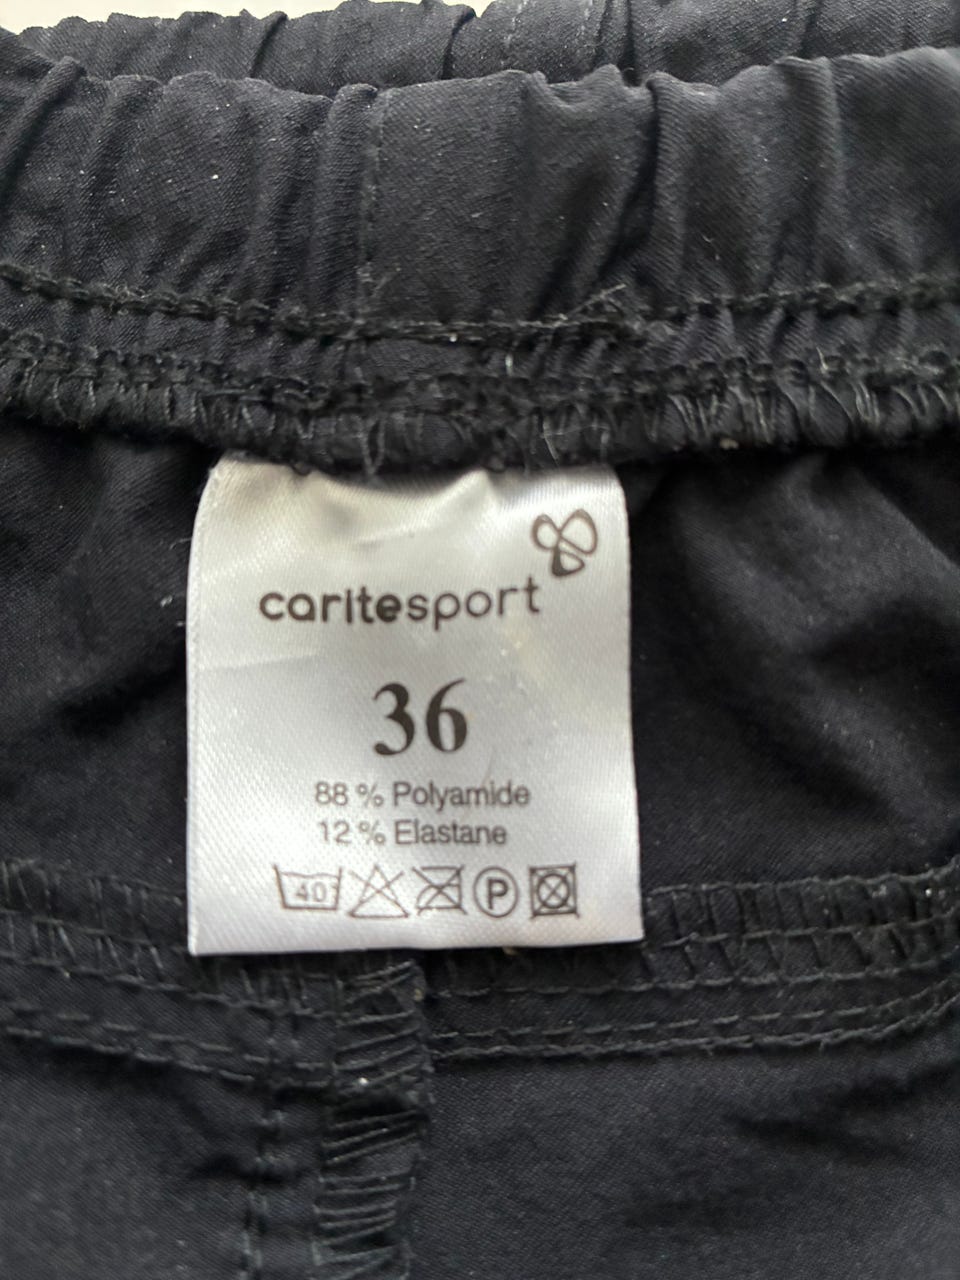 caritesport
36
88 % Polyamide
12 % Elastane
40 P